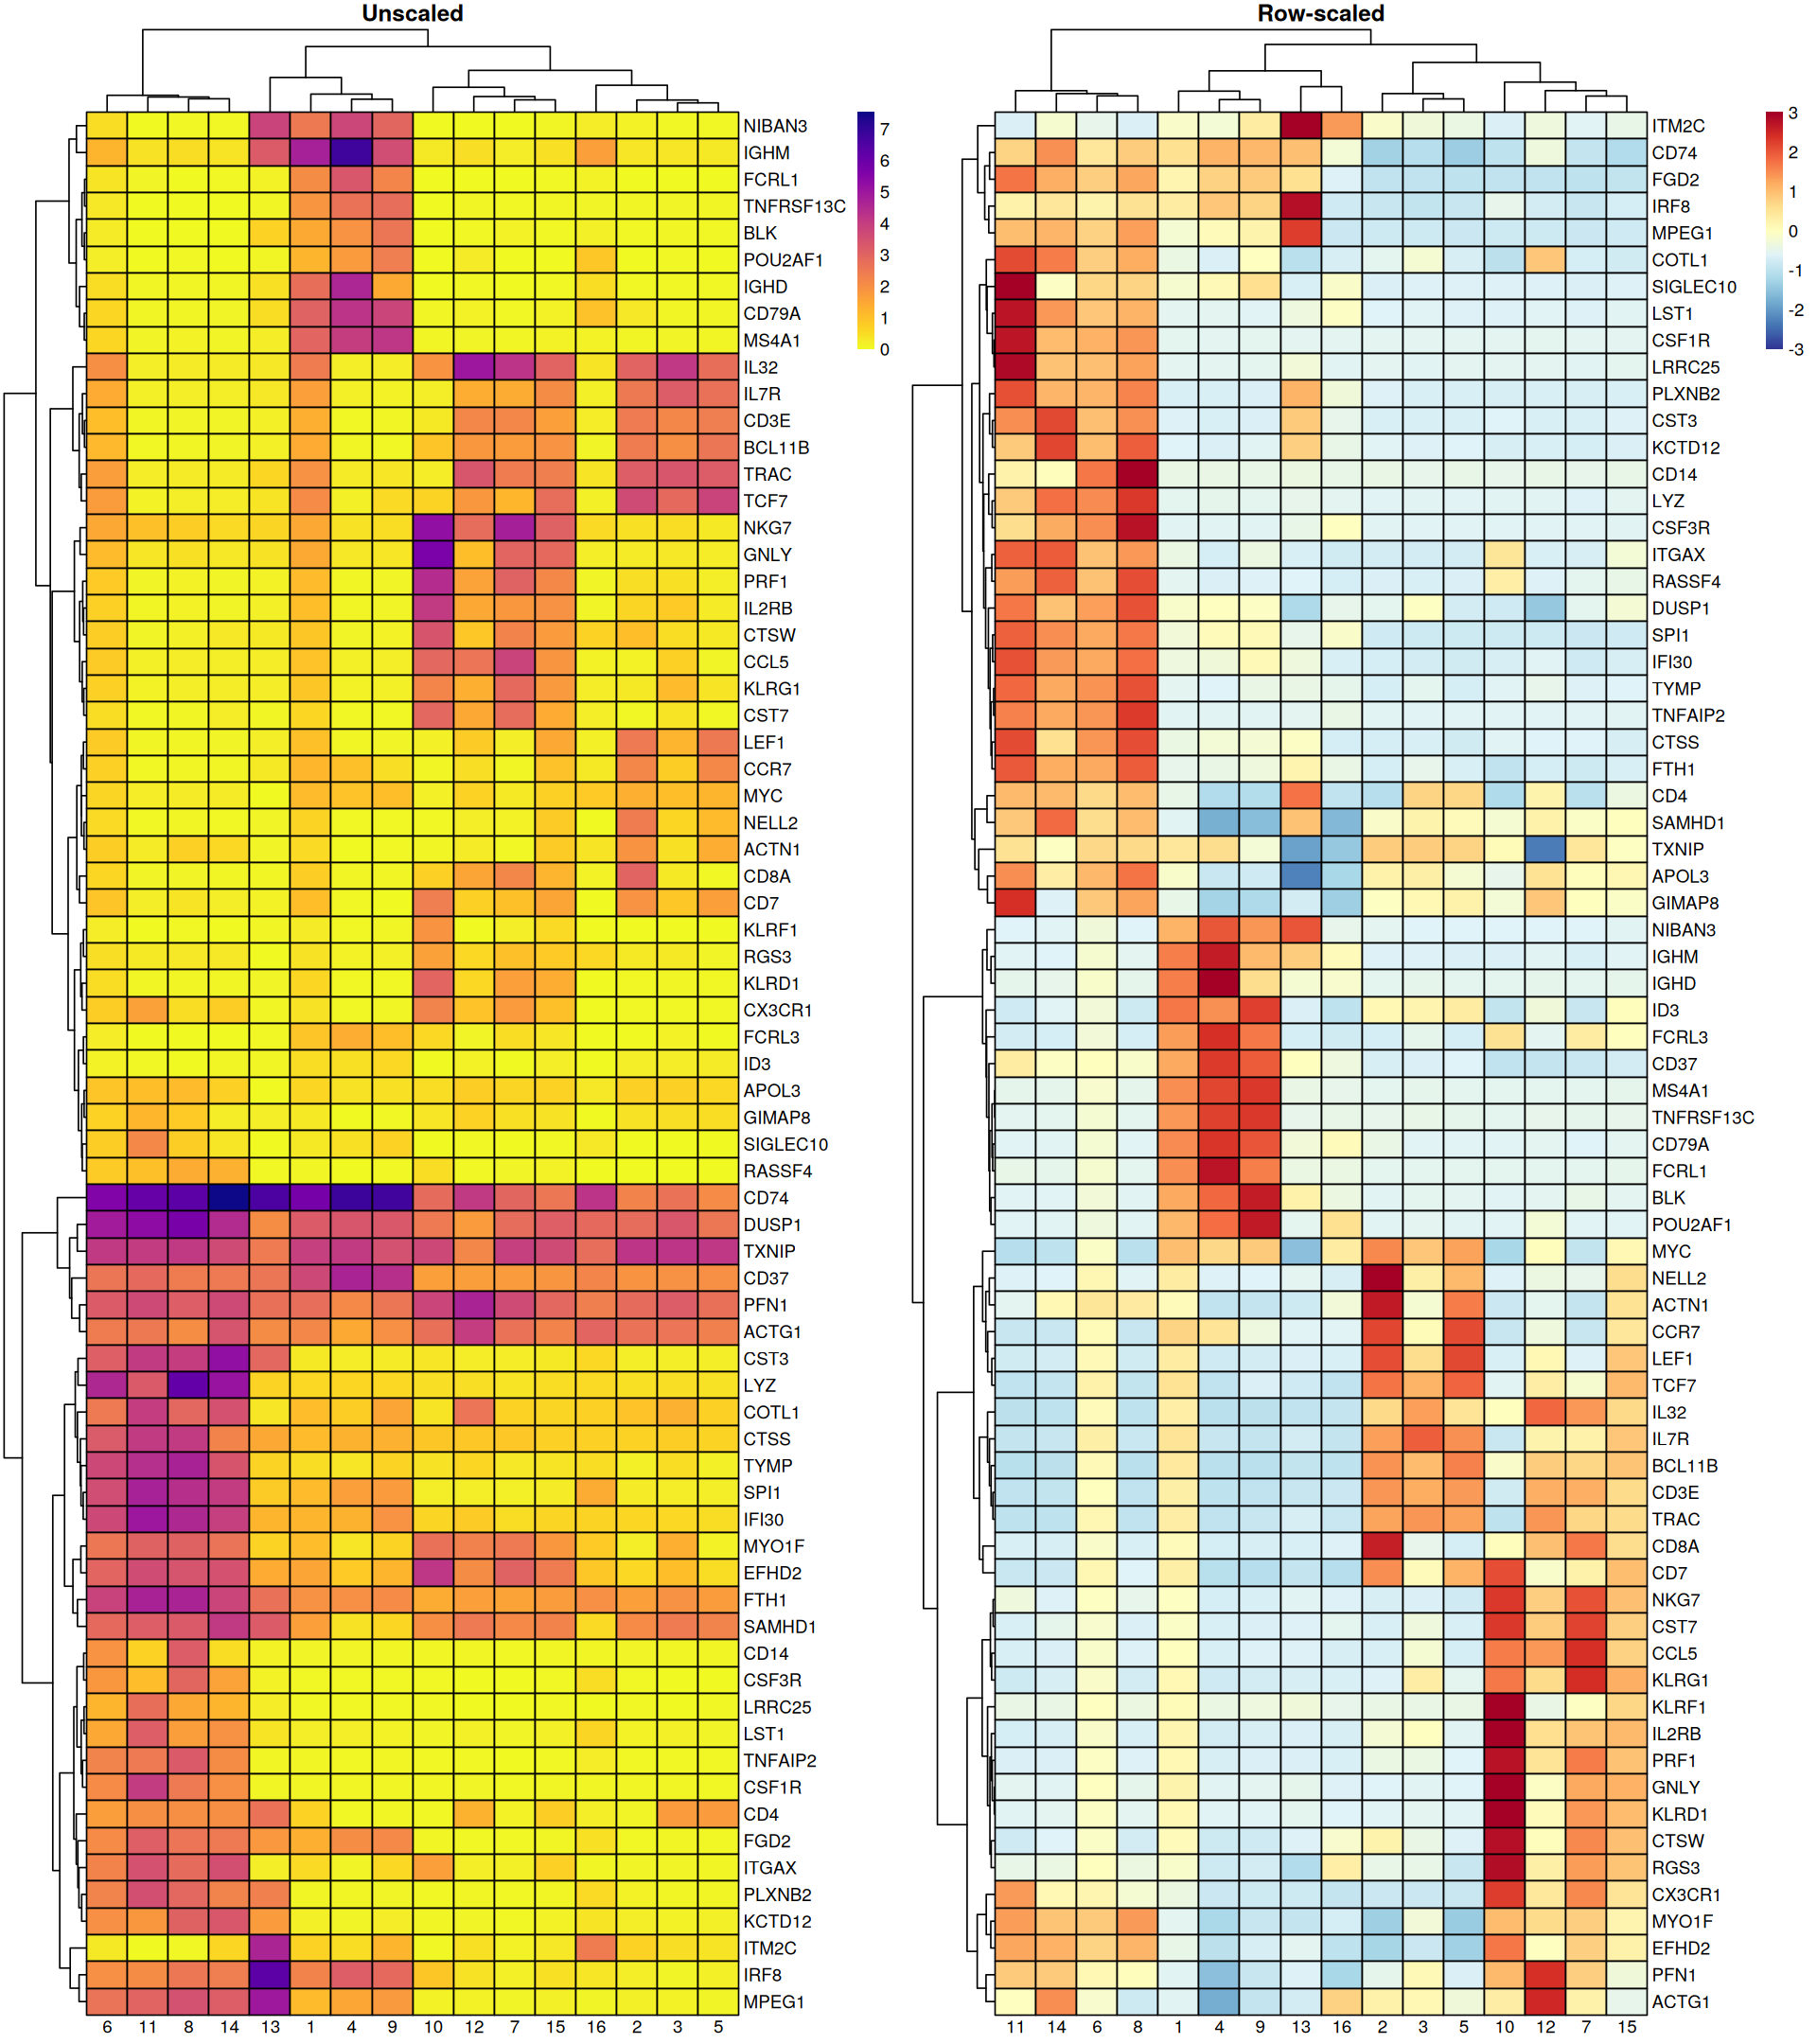 Unscaled
NIBAN3
IGHM
FCRL1
TNFRSF13C
BLK
POU2AF1
IGHD
CD79A
MS4A1
IL32
IL7R
CD3E
BCL11B
TRAC
TCF7
NKG7
GNLY
PRF1
IL2RB
CTSW
CCL5
KLRG1
CST7
LEF1
CCR7
MYC
NELL2
ACTN1
CD8A
CD7
KLRF1
RGS3
KLRD1
CX3CR1
FCRL3
ID3
APOL3
GIMAP8
SIGLEC10
RASSF4
CD74
DUSP1
TXNIP
CD37
PFN1
ACTG1
CST3
LYZ
COTL1
CTSS
TYMP
SPI1
IFI30
MYO1F
EFHD2
FTH1
SAMHD1
CD14
CSF3R
LRRC25
LST1
TNFAIP2
CSF1R
CD4
FGD2
ITGAX
PLXNB2
KCTD12
ITM2C
IRF8
MPEG1
6 11 8 14 13 1 4 9 10 12 7 15 16 2 3 5
7
6
5
4
3
2
1
0
Row-scaled
ITM2C
CD74
FGD2
IRF8
MPEG1
COTL1
SIGLEC10
LST1
CSF1R
LRRC25
PLXNB2
CST3
KCTD12
CD14
LYZ
CSF3R
ITGAX
RASSF4
DUSP1
SPI1
IFI30
TYMP
TNFAIP2
CTSS
FTH1
CD4
SAMHD1
TXNIP
APOL3
GIMAP8
NIBAN3
IGHM
IGHD
ID3
FCRL3
CD37
MS4A1
TNFRSF13C
CD79A
FCRL1
BLK
POU2AF1
MYC
NELL2
ACTN1
CCR7
LEF1
TCF7
IL32
IL7R
BCL11B
CD3E
TRAC
CD8A
CD7
NKG7
CST7
CCL5
KLRG1
KLRF1
IL2RB
PRF1
GNLY
KLRD1
CTSW
RGS3
CX3CR1
MYO1F
EFHD2
PFN1
ACTG1
11 14 6 8 1 4 9 13 16 2 3 5 10 12 7 15
3
2
1
0
-1
-2
-3